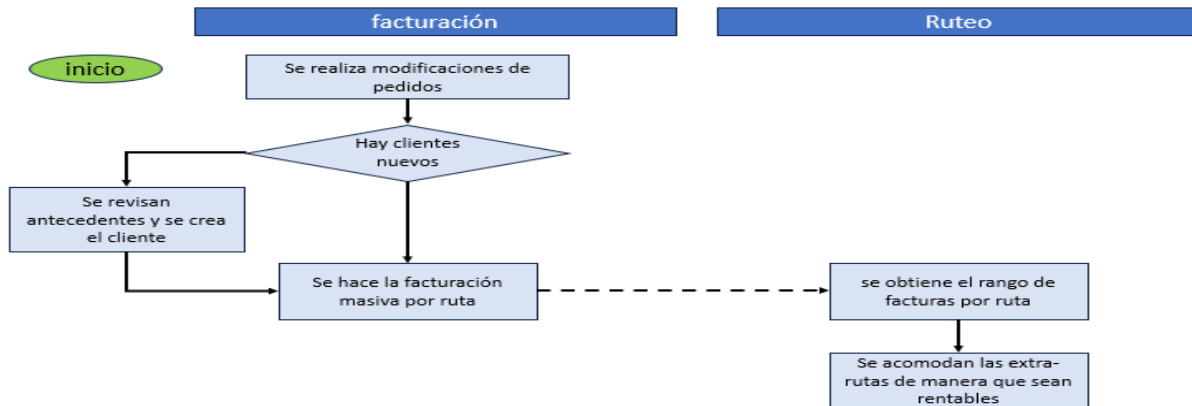 facturación
Ruteo
inicio
Se realiza modificaciones de
pedidos
Hay clientes
nuevos
Se revisan
antecedentes y se crea
el cliente
Se hace la facturación
masiva por ruta
se obtiene el rango de
facturas por ruta
Se acomodan las extra-
rutas de manera que sean
rentables